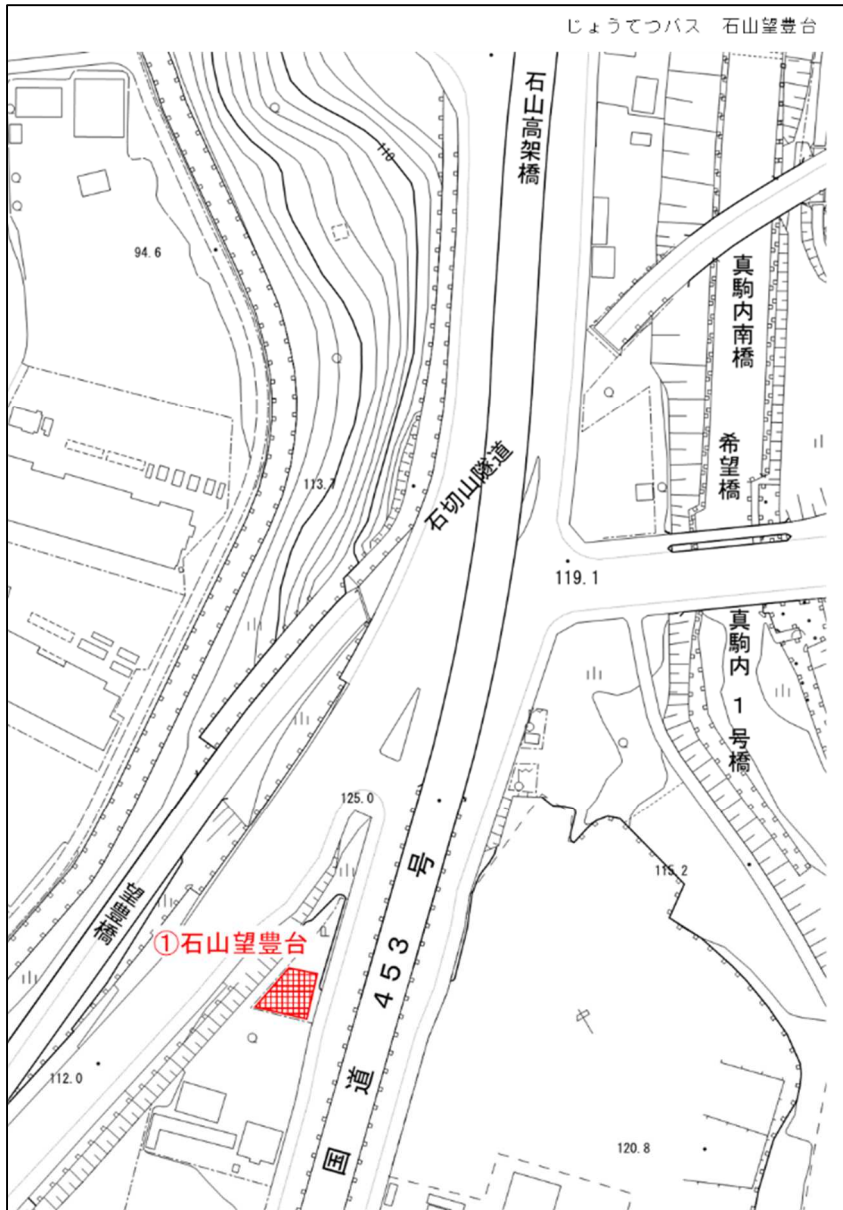 じょうてつバス 石山望豊台
石山高架橋
110
94.6
真駒内南橋
希望橋
113.7
石切山隧道
119.1
真駒内1号橋
125.0
115.2
望豊橋
①石山望豊台
国道453号
112.0
120.8